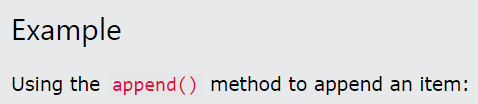 Example
Using the append() method to append an item: